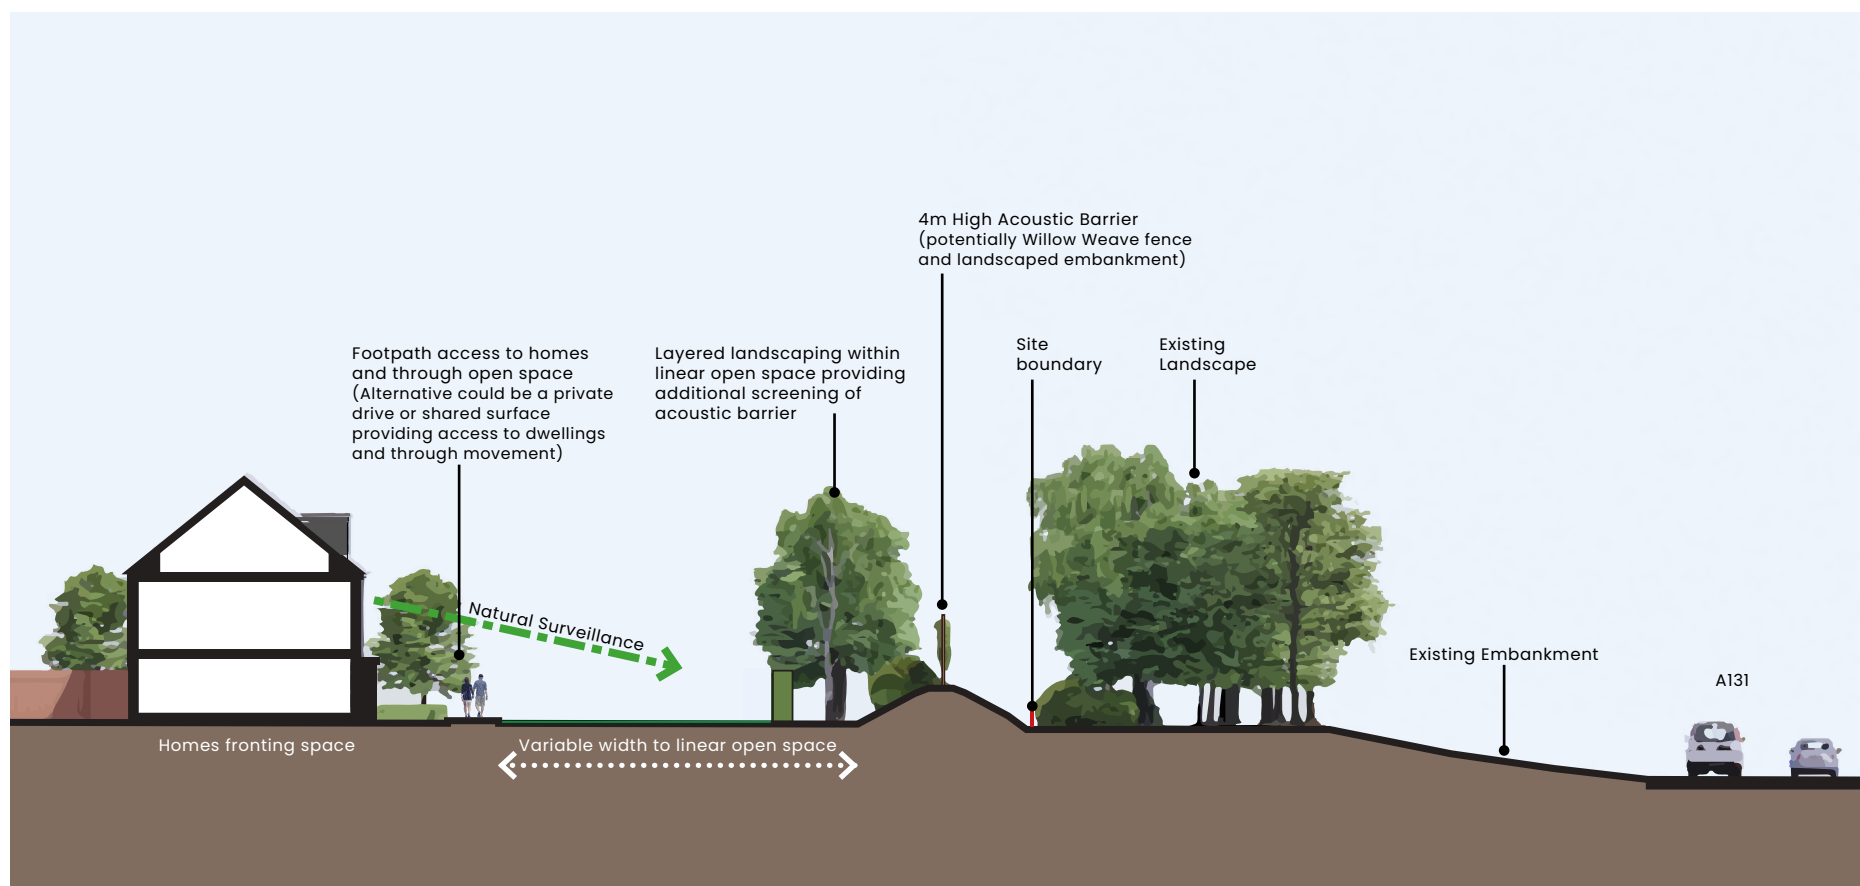 4m High Acoustic Barrier
(potentially Willow Weave fence
and landscaped embankment)
Footpath access to homes
and through open space
(Alternative could be a private
drive or shared surface
providing access to dwellings
and through movement)
Layered landscaping within
linear open space providing
additional screening of
acoustic barrier
Site
boundary
Existing
Landscape
Natural Surveillance
Existing Embankment
A131
Homes fronting space
Variable width to linear open space